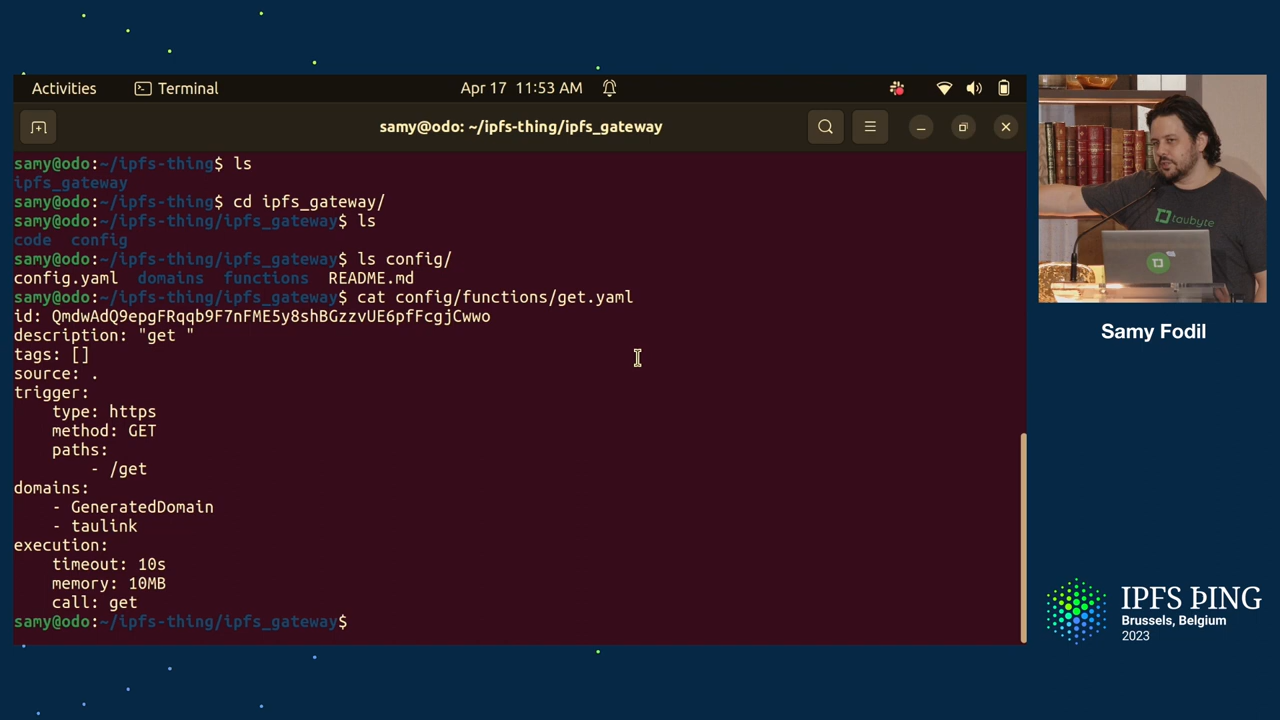 Activities
Terminal
Apr 17 11:53 AM
samy@odo: ~/ipfs-thing/ipfs_gateway
samy@odo:~/ipfs-thing$ ls
ipfs_gateway
samy@odo:~/ipfs-thing$ cd ipfs_gateway/
samy@odo:~/ipfs-thing/ipfs_gateway$ ls
code config
samy@odo:~/ipfs-thing/ipfs_gateway$ ls config/
config.yaml domains functions README.md
samy@odo:~/ipfs-thing/ipfs_gateway$ cat config/functions/get.yaml
id: QmdwAdQ9epgFRqqb9F7nFME5y8shBGzzvUE6pfFcgjCwwo
description: "get "
tags: []
source: .
trigger:
    type: https
    method: GET
    paths:
        - /get
domains:
    - GeneratedDomain
    - taulink
execution:
    timeout: 10s
    memory: 10MB
    call: get
samy@odo:~/ipfs-thing/ipfs_gateway$
taubyte
Samy Fodil
IPFS ÞING
Brussels, Belgium
2023